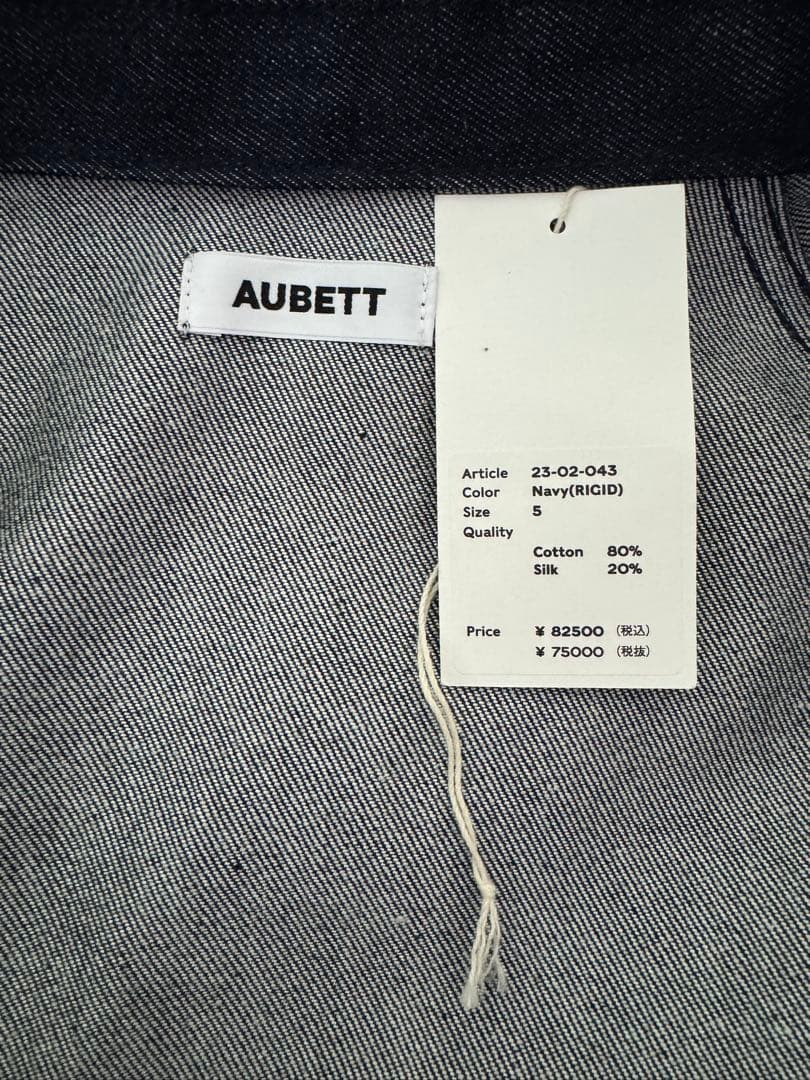 AUBETT
Article 23-02-043
Color Navy(RIGID)
Size 5
Quality
Cotton 80%
Silk 20%
Price ¥ 82500 (税込)
¥ 75000 (税抜)